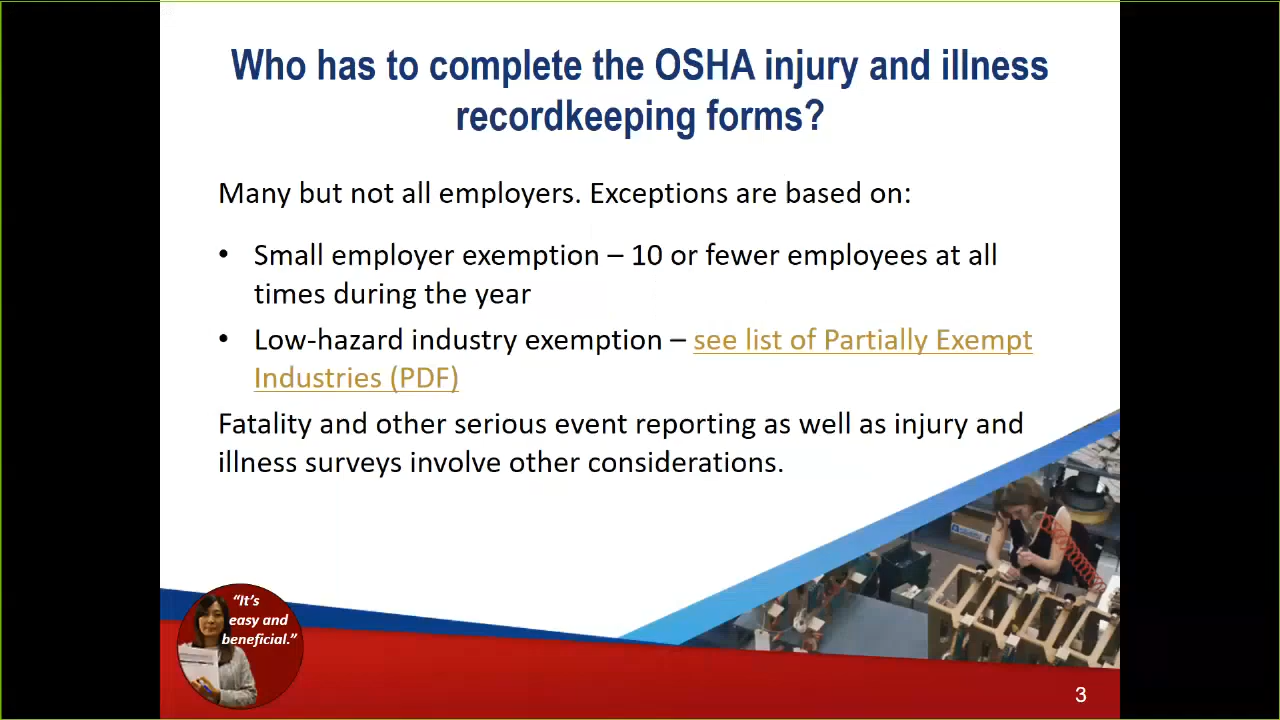 Who has to complete the OSHA injury and illness
recordkeeping forms?
Many but not all employers. Exceptions are based on:
• Small employer exemption – 10 or fewer employees at all
times during the year
• Low-hazard industry exemption – see list of Partially Exempt
Industries (PDF)
Fatality and other serious event reporting as well as injury and
illness surveys involve other considerations.
“It’s
easy and
beneficial.”
3